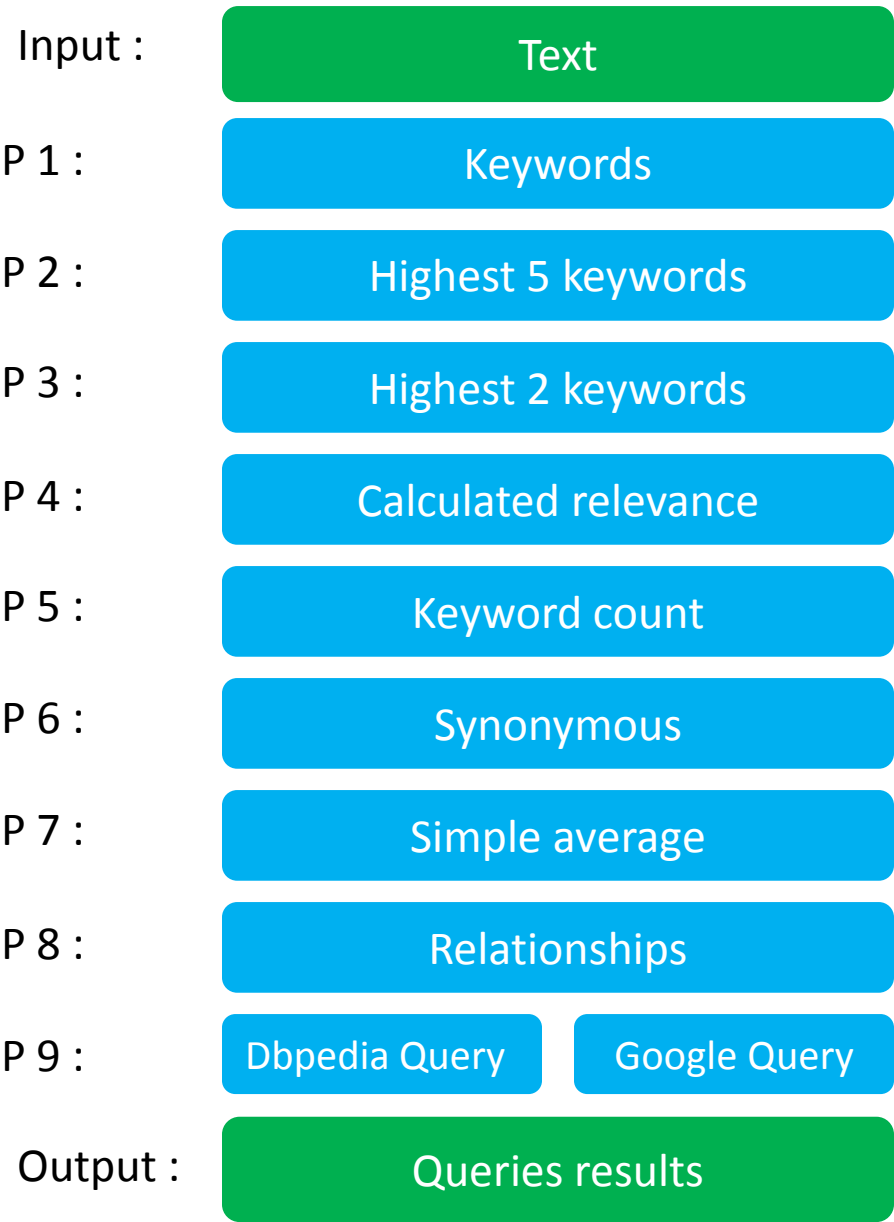 Input : Text
P 1 : Keywords
P 2 : Highest 5 keywords
P 3 : Highest 2 keywords
P 4 : Calculated relevance
P 5 : Keyword count
P 6 : Synonymous
P 7 : Simple average
P 8 : Relationships
P 9 : Dbpedia Query Google Query
Output : Queries results